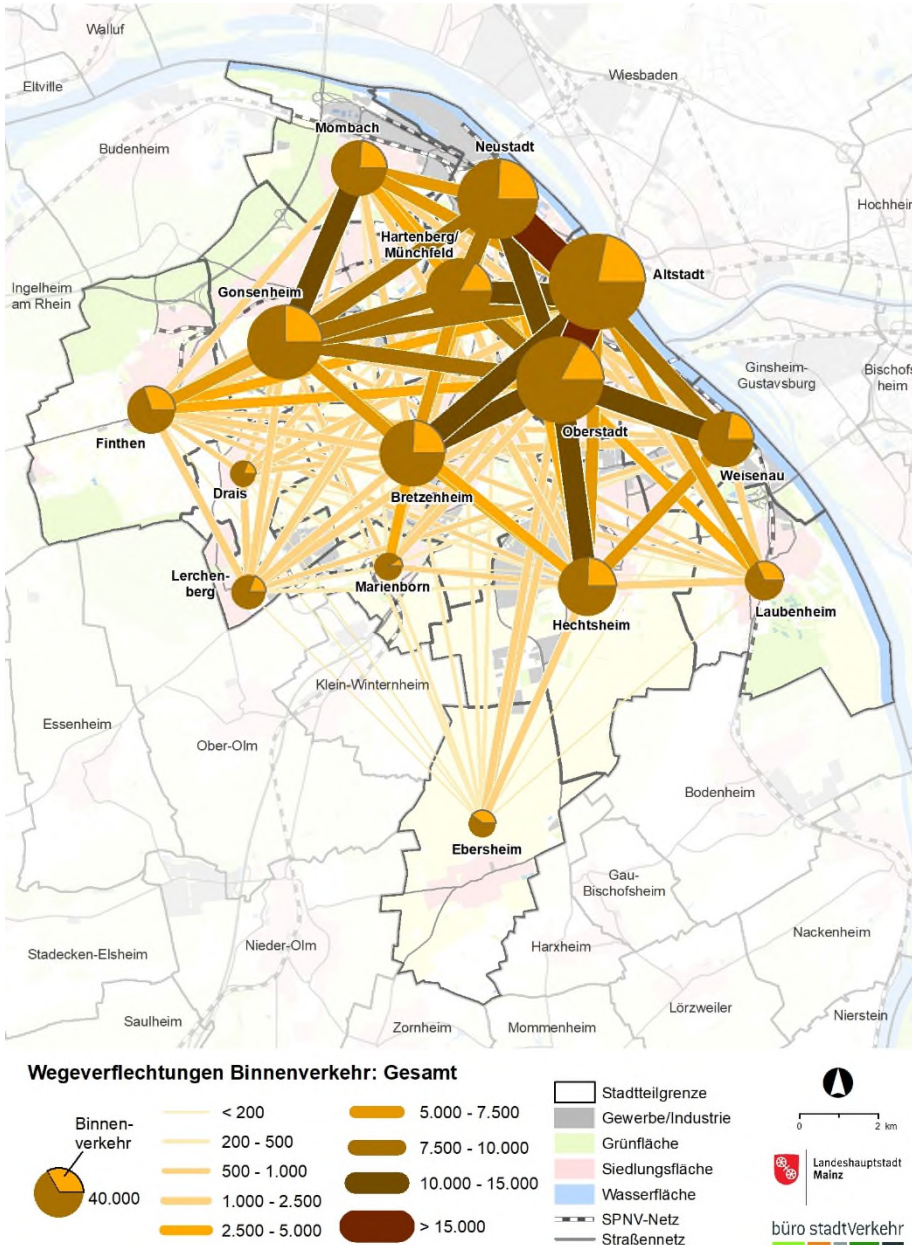 Walluf
Eltville
Wiesbaden
Mombach
Neustadt
Budenheim
Hochheim
Hartenberg/
Münchfeld
Altstadt
Ingelheim
am Rhein
Gonsenheim
Ginsheim-
Gustavsburg
Bischofs
heim
Finthen
Oberstadt
Weisenau
Drais
Bretzenheim
Lerchen-
berg
Marienborn
Hechtsheim
Laubenheim
Klein-Winternheim
Essenheim
Ober-Olm
Bodenheim
Ebersheim
Gau-
Bischofsheim
Stadecken-Elsheim
Nieder-Olm
Harxheim
Nackenheim
Lörzweiler
Saulheim
Zornheim
Mommenheim
Nierstein
Wegeverflechtungen Binnenverkehr: Gesamt
Binnen-
verkehr
40.000
< 200
200 - 500
500 - 1.000
1.000 - 2.500
2.500 - 5.000
5.000 - 7.500
7.500 - 10.000
10.000 - 15.000
> 15.000
Stadtteilgrenze
Gewerbe/Industrie
Grünfläche
Siedlungsfläche
Wasserfläche
SPNV-Netz
Straßennetz
0 2 km
Landeshauptstadt
Mainz
büro stadtVerkehr